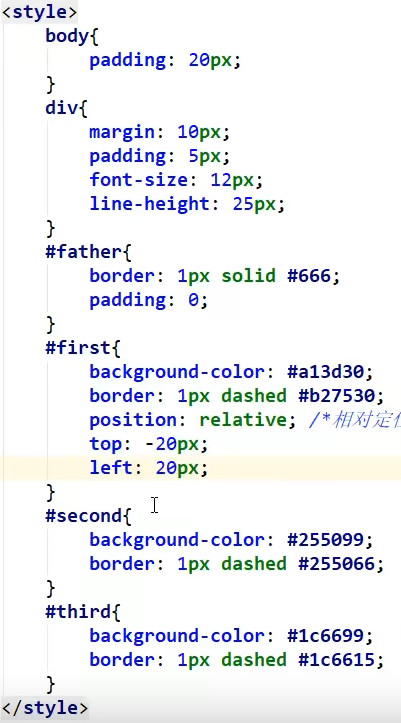 <style>
body{
padding: 20px;
}
div{
margin: 10px;
padding: 5px;
font-size: 12px;
line-height: 25px;
}
#father{
border: 1px solid #666;
padding: 0;
}
#first{
background-color: #a13d30;
border: 1px dashed #b27530;
position: relative; /*相对定
top: -20px;
left: 20px;
}
#second{
background-color: #255099;
border: 1px dashed #255066;
}
#third{
background-color: #1c6699;
border: 1px dashed #1c6615;
}
</style>